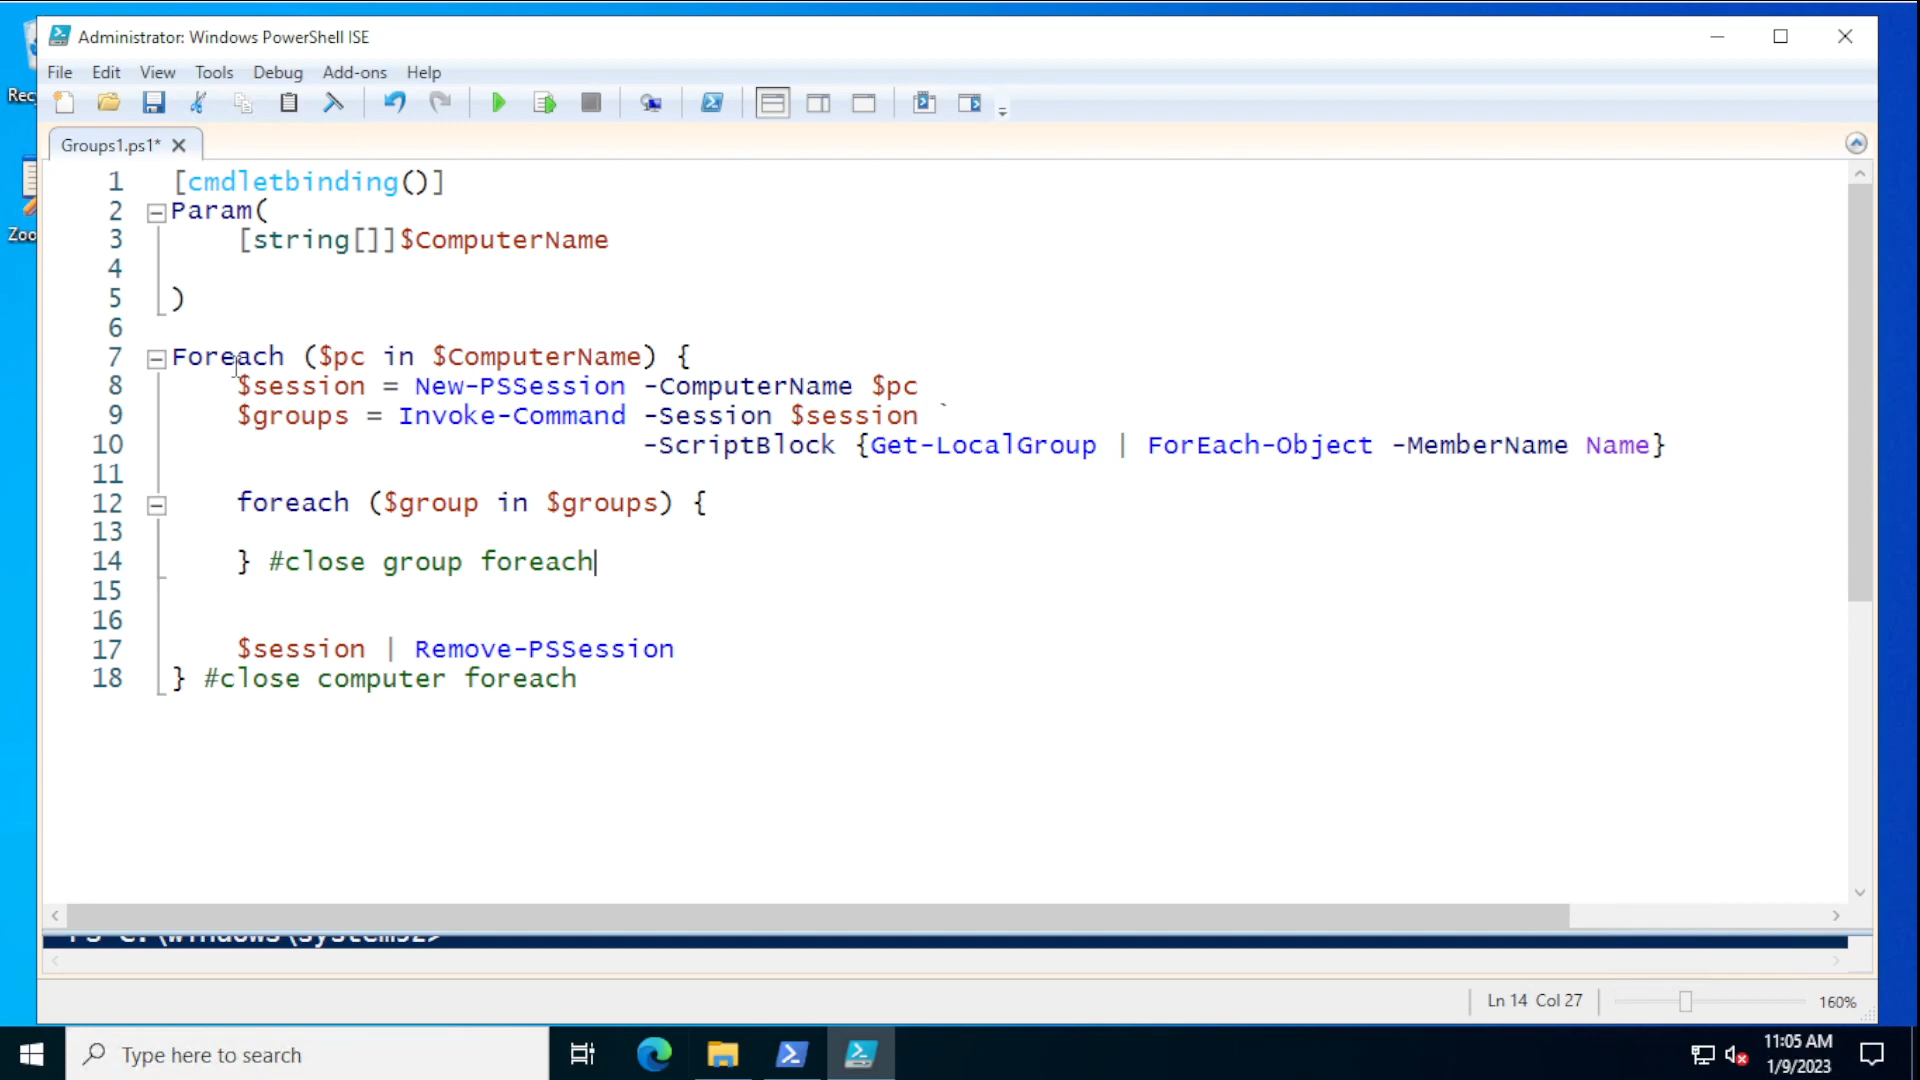 Administrator: Windows PowerShell ISE
File Edit View Tools Debug Add-ons Help
Groups1.ps1*
1 [cmdletbinding()]
2 Param(
3 [string[]]$ComputerName
4
5 )
6
7 Foreach ($pc in $ComputerName) {
8 $session = New-PSSession -ComputerName $pc
9 $groups = Invoke-Command -Session $session `
10 -ScriptBlock {Get-LocalGroup | ForEach-Object -MemberName Name}
11
12 foreach ($group in $groups) {
13
14 } #close group foreach
15
16
17 $session | Remove-PSSession
18 } #close computer foreach
PS C:\Windows\system32>
Ln 14 Col 27
160%
Type here to search
11:05 AM
1/9/2023